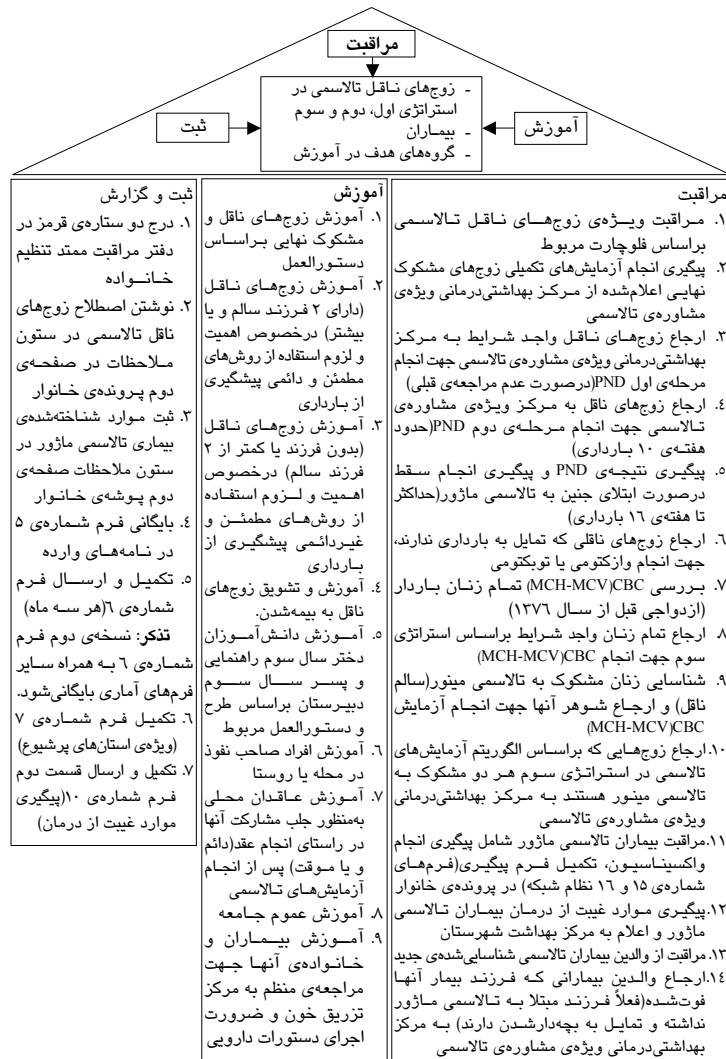 مراقبت
- زوج‌های ناقل تالاسمی در
استراتژی اول، دوم و سوم
- بیماران
- گروه‌های هدف در آموزش
آموزش
ثبت
مراقبت
۱. مراقبت ویژه‌ی زوج‌های ناقل تالاسمی
براساس فلوچارت مربوط
۲. پیگیری انجام آزمایش‌های تکمیلی زوج‌های مشکوک
نهایی اعلام‌شده از مرکز بهداشتی‌درمانی ویژه‌ی
مشاوره‌ی تالاسمی
۳. ارجاع زوج‌های ناقل واجد شرایط به مرکز
بهداشتی‌درمانی ویژه‌ی مشاوره‌ی تالاسمی جهت انجام
مرحله‌ی اول PND(درصورت عدم مراجعه‌ی قبلی)
٤. ارجاع زوج‌های ناقل به مرکز ویژه‌ی مشاوره‌ی
تالاسمی جهت انجام مرحله‌ی دوم PND(حدود
هفته‌ی ۱۰ بارداری)
٥. پیگیری نتیجه‌ی PND و پیگیری انجام سقط
درصورت ابتلای جنین به تالاسمی ماژور(حداکثر
تا هفته‌ی ۱٦ بارداری)
٦. ارجاع زوج‌های ناقلی که تمایل به بارداری ندارند،
جهت انجام وازکتومی یا توبکتومی
۷. بررسی MCH-MCV)CBC) تمام زنان باردار
(ازدواجی قبل از سال ۱۳۷٦)
۸. ارجاع تمام زنان واجد شرایط براساس استراتژی
سوم جهت انجام MCH-MCV)CBC)
۹. شناسایی زنان مشکوک به تالاسمی مینور(سالم
ناقل) و ارجاع شوهر آنها جهت انجام آزمایش
MCH-MCV)CBC)
۱۰.ارجاع زوج‌هایی که براساس الگوریتم آزمایش‌های
تالاسمی در استراتژی سوم هر دو مشکوک به
تالاسمی مینور هستند به مرکز بهداشتی‌درمانی
ویژه‌ی مشاوره‌ی تالاسمی
۱۱.مراقبت بیماران تالاسمی ماژور شامل پیگیری انجام
واکسیناسیون، تکمیل فرم پیگیری(فرم‌های
شماره‌ی ۱٥ و ۱٦ نظام شبکه) در پرونده‌ی خانوار
۱۲.پیگیری موارد غیبت از درمان بیماران تالاسمی
ماژور و اعلام به مرکز بهداشت شهرستان
۱۳.مراقبت از والدین بیماران تالاسمی شناسایی‌شده‌ی جدید
۱٤.ارجاع والدین بیمارانی که فرزند بیمار آنها
فوت‌شده(فعلاً فرزند مبتلا به تالاسمی ماژور
نداشته و تمایل به بچه‌دارشدن دارند) به مرکز
بهداشتی‌درمانی ویژه‌ی مشاوره‌ی تالاسمی
آموزش
۱. آموزش زوج‌های ناقل و
مشکوک نهایی براساس
دستورالعمل
۲. آموزش زوج‌های ناقل
(دارای ۲ فرزند سالم و یا
بیشتر) درخصوص اهمیت
و لزوم استفاده از روش‌های
مطمئن و دائمی پیشگیری
از بارداری
۳. آموزش زوج‌های ناقل
(بدون فرزند یا کمتر از ۲
فرزند سالم) درخصوص
اهمیت و لزوم استفاده
از روش‌های مطمئن و
غیردائمی پیشگیری از
بارداری
٤. آموزش و تشویق زوج‌های
ناقل به بیمه‌شدن.
٥. آموزش دانش‌آموزان
دختر سال سوم راهنمایی
و پسر سال سوم
دبیرستان براساس طرح
و دستورالعمل مربوط
٦. آموزش افراد صاحب نفوذ
در محله یا روستا
۷. آموزش عاقدان محلی
به‌منظور جلب مشارکت آنها
در راستای انجام عقد(دائم
و یا موقت) پس از انجام
آزمایش‌های تالاسمی
۸. آموزش عموم جامعه
۹. آموزش بیماران و
خانواده‌ی آنها جهت
مراجعه‌ی منظم به مرکز
تزریق خون و ضرورت
اجرای دستورات دارویی
ثبت و گزارش
۱. درج دو ستاره‌ی قرمز در
دفتر مراقبت ممتد تنظیم
خانواده
۲. نوشتن اصطلاح زوج‌های
ناقل تالاسمی در ستون
ملاحظات در صفحه‌ی
دوم پرونده‌ی خانوار
۳. ثبت موارد شناخته‌شده‌ی
بیماری تالاسمی ماژور در
ستون ملاحظات صفحه‌ی
دوم پوشه‌ی خانوار
٤. بایگانی فرم شماره‌ی ٥
در نامه‌های وارده
٥. تکمیل و ارسال فرم
شماره‌ی ٦(هر سه ماه)
تذکر: نسخه‌ی دوم فرم
شماره‌ی ٦ به همراه سایر
فرم‌های آماری بایگانی‌شود.
٦. تکمیل فرم شماره‌ی ۷
(ویژه‌ی استان‌های پرشیوع)
۷. تکمیل و ارسال قسمت دوم
فرم شماره‌ی ۱۰(پیگیری
موارد غیبت از درمان)